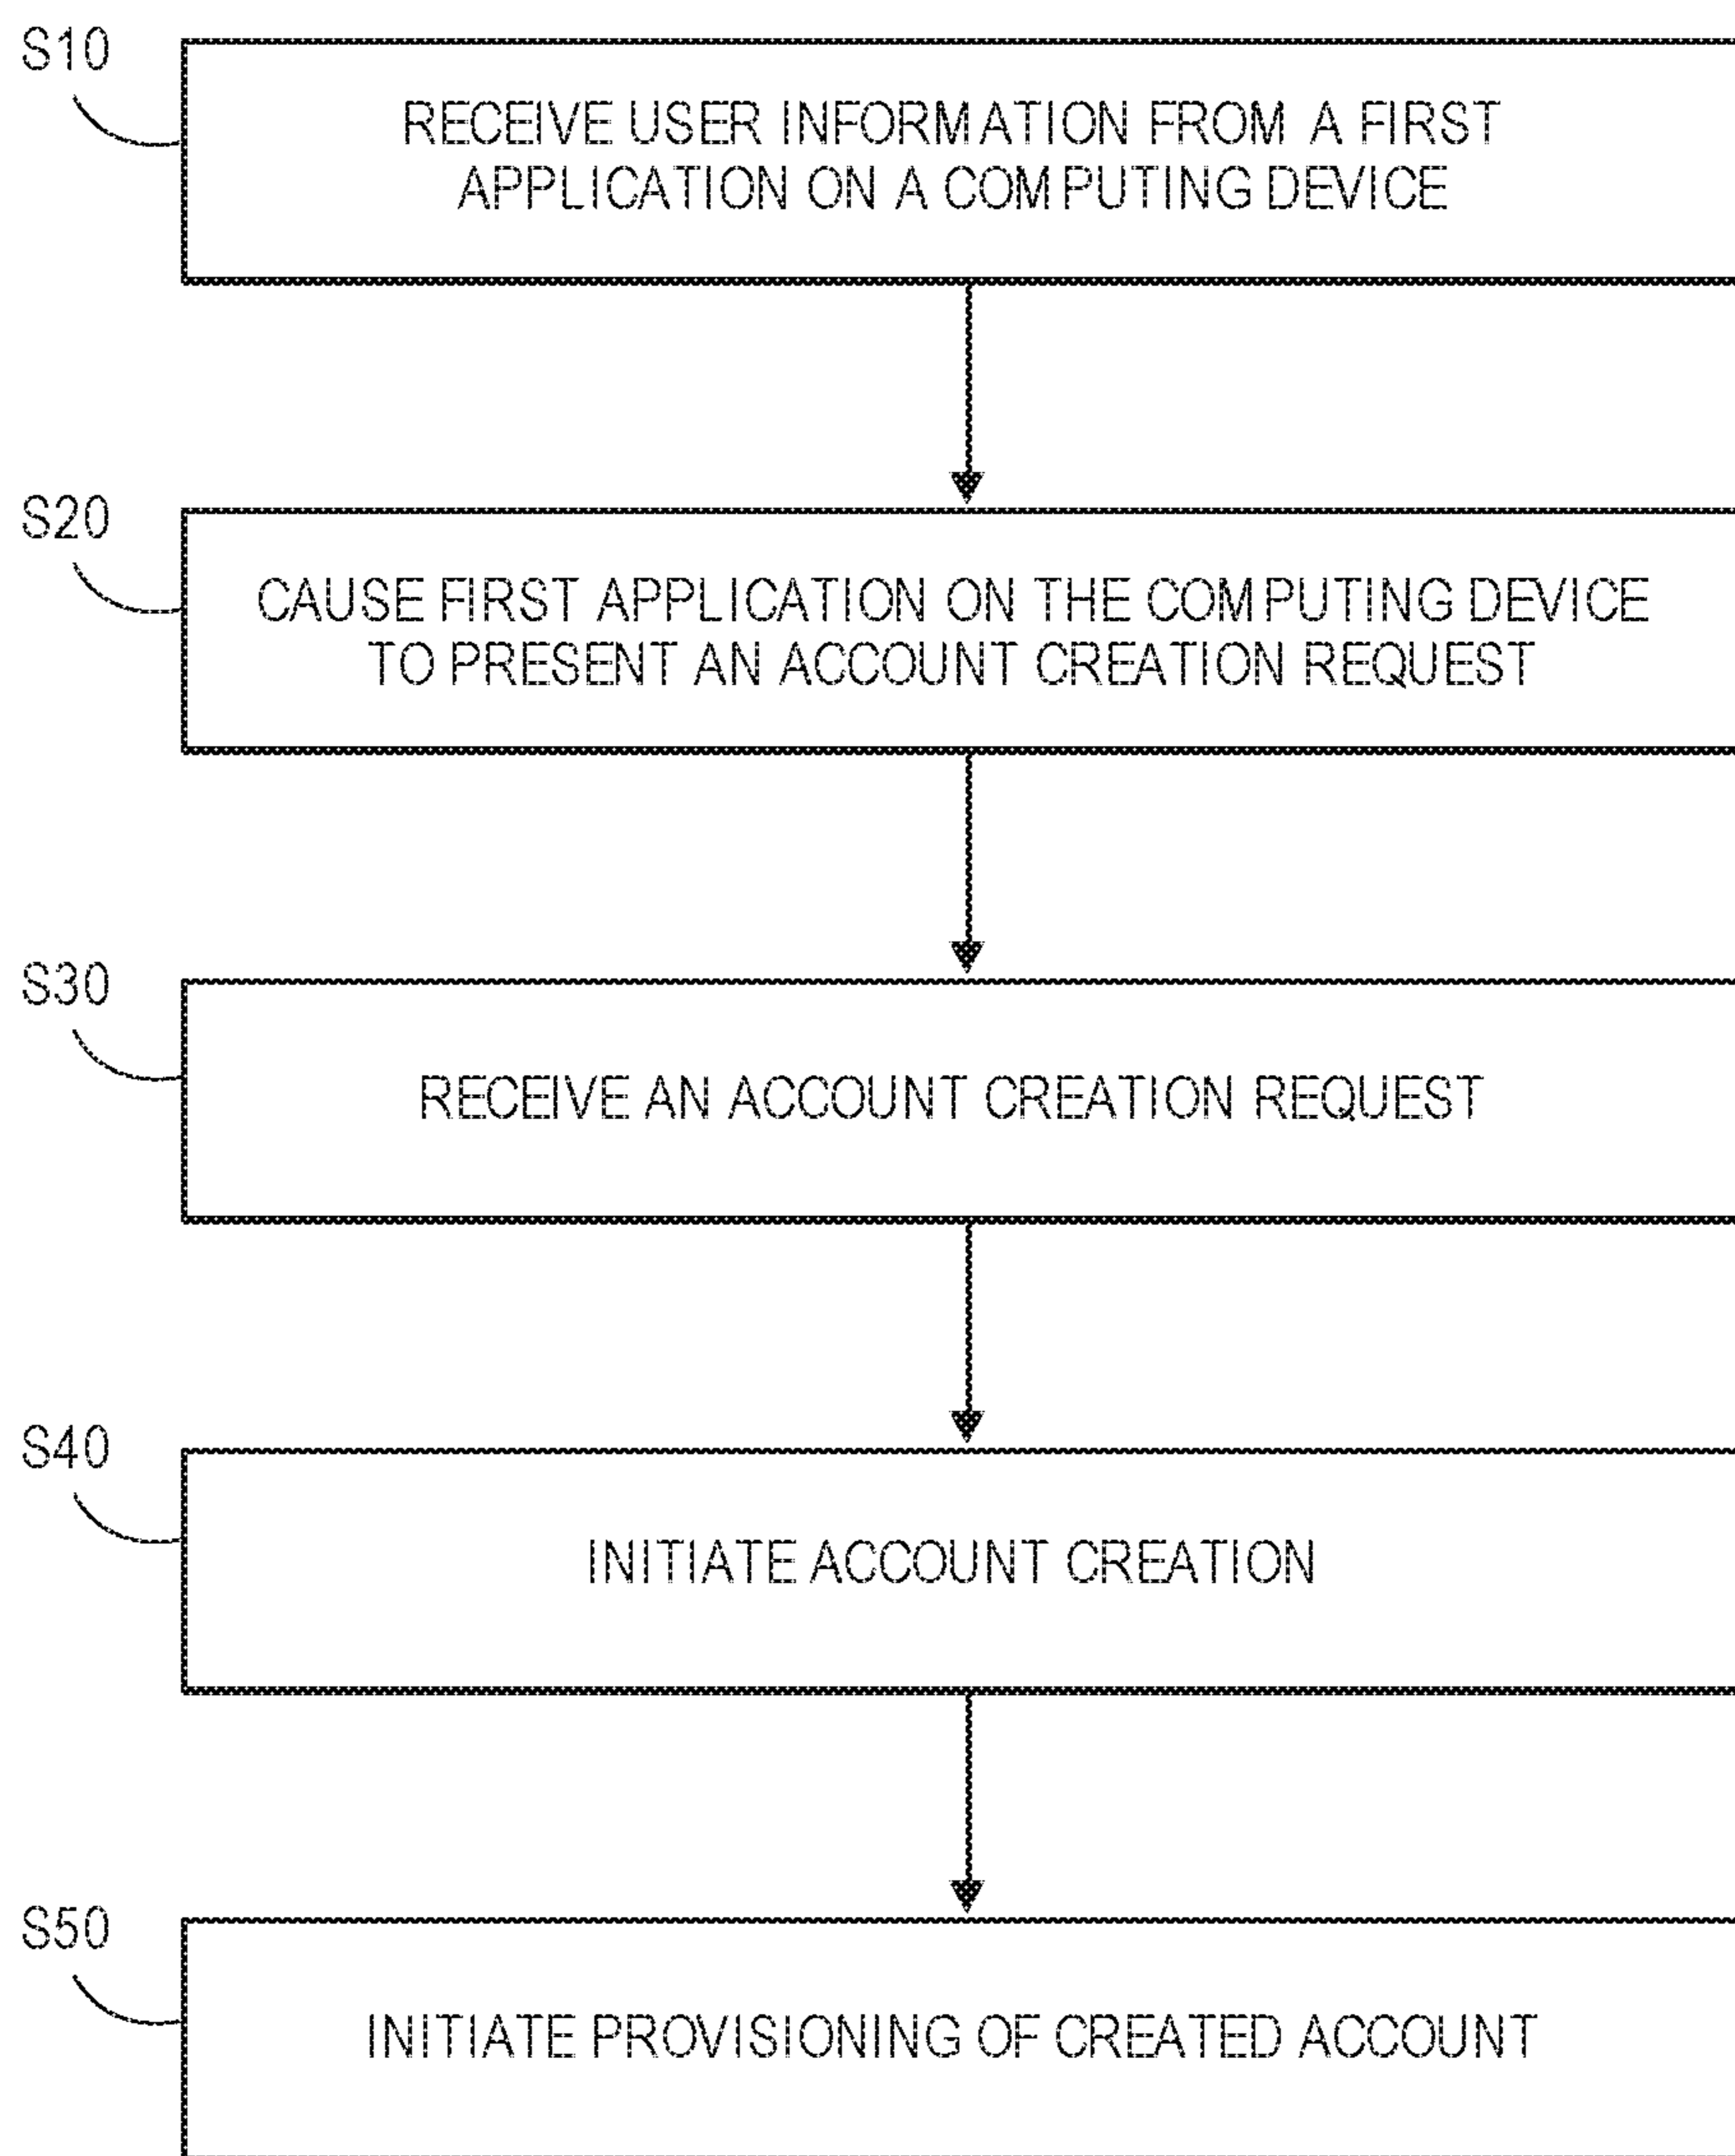 S10
RECEIVE USER INFORMATION FROM A FIRST
APPLICATION ON A COMPUTING DEVICE
S20
CAUSE FIRST APPLICATION ON THE COMPUTING DEVICE
TO PRESENT AN ACCOUNT CREATION REQUEST
S30
RECEIVE AN ACCOUNT CREATION REQUEST
S40
INITIATE ACCOUNT CREATION
S50
INITIATE PROVISIONING OF CREATED ACCOUNT